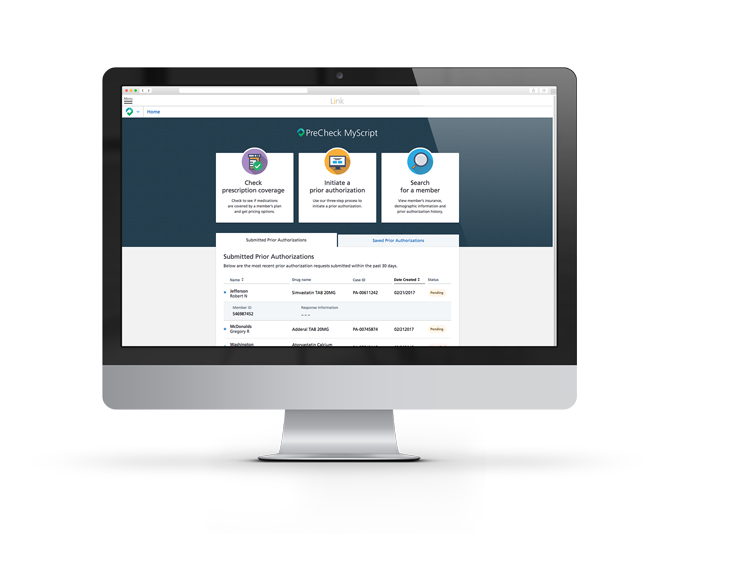 Menu
Link
Home
PreCheck MyScript
Check
prescription coverage
Check to see if medications
are covered by a member's plan
and get pricing options.
Initiate a
prior authorization
Use our three-step process to
initiate a prior authorization.
Search
for a member
View member's insurance,
demographic information and
prior authorization history.
Submitted Prior Authorizations
Saved Prior Authorizations
Submitted Prior Authorizations
Below are the most recent prior authorization requests submitted within the past 30 days.
Name Drug name Case ID Date Created Status
Jefferson
Robert N
Simvastatin TAB 20MG PA-00611242 02/21/2017 Pending
Member ID Response Information
546987452 ---
McDonalds
Gregory R
Adderal TAB 20MG PA-00745874 02/212017 Pending
Washington
Atorvastatin Calcium